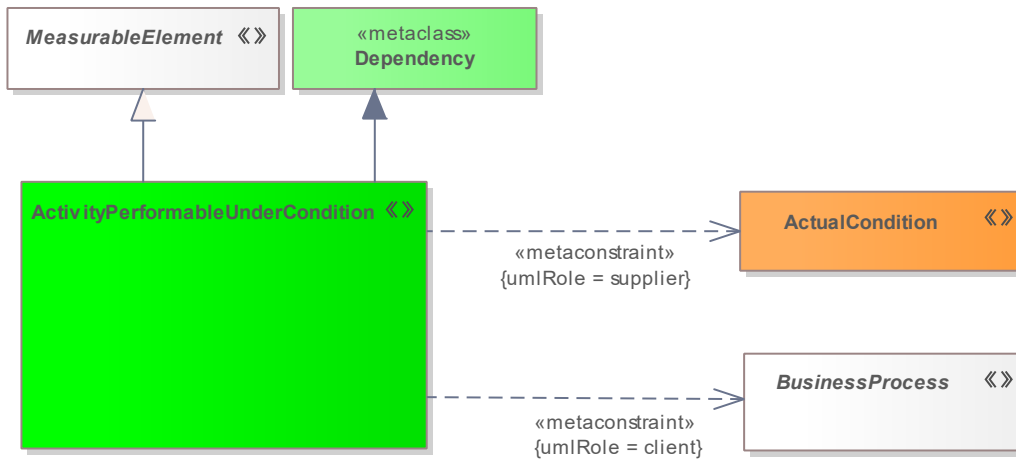 MeasurableElement «»
«metaclass»
Dependency
ActivityPerformableUnderCondition «»
«metaconstraint»
{umlRole = supplier}
ActualCondition «»
«metaconstraint»
{umlRole = client}
BusinessProcess «»